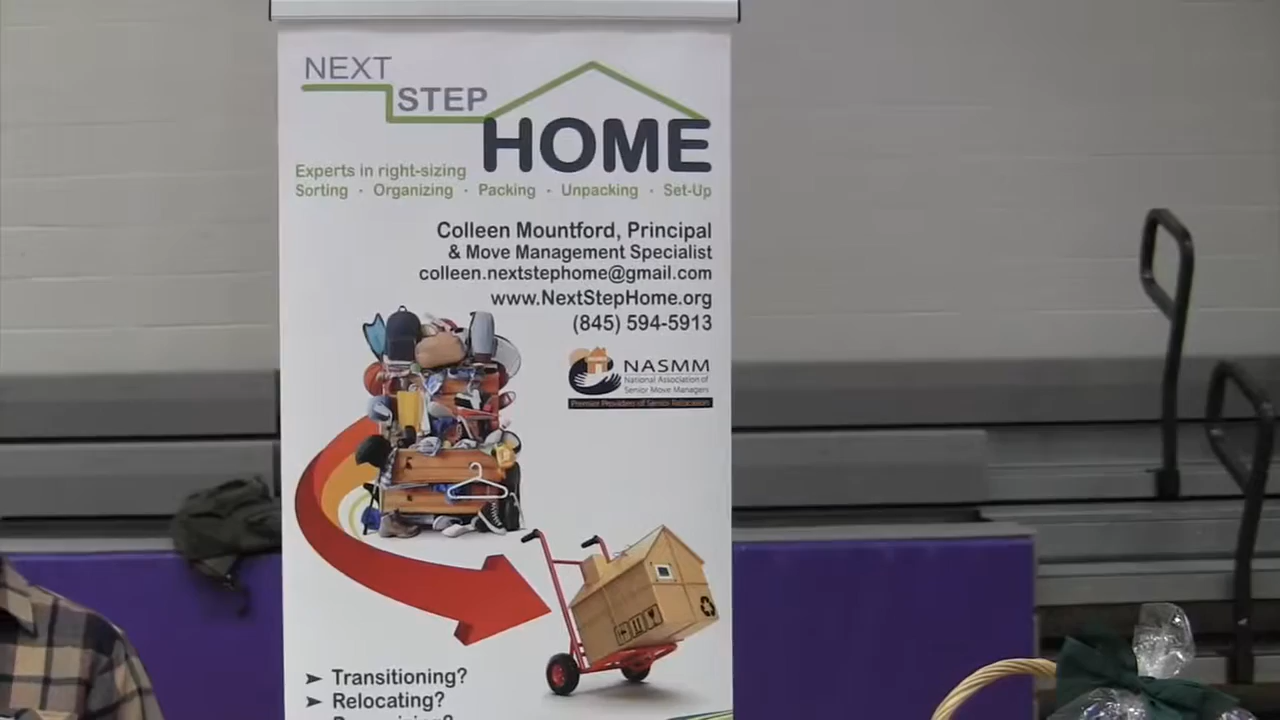 NEXT
STEP
HOME
Experts in right-sizing
Sorting · Organizing · Packing · Unpacking · Set-Up
Colleen Mountford, Principal
& Move Management Specialist
colleen.nextstephome@gmail.com
www.NextStepHome.org
(845) 594-5913
NASMM
National Association of
Senior Move Managers
Premier Providers of Senior Relocation
➤ Transitioning?
➤ Relocating?